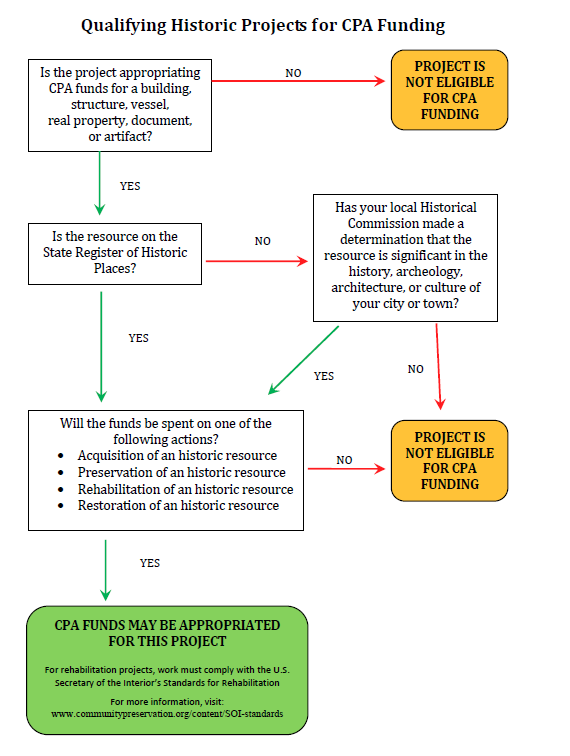 Qualifying Historic Projects for CPA Funding
Is the project appropriating
CPA funds for a building,
structure, vessel,
real property, document,
or artifact?
NO
PROJECT IS
NOT ELIGIBLE
FOR CPA
FUNDING
YES
Is the resource on the
State Register of Historic
Places?
NO
Has your local Historical
Commission made a
determination that the
resource is significant in the
history, archeology,
architecture, or culture of
your city or town?
YES
YES
NO
Will the funds be spent on one of the
following actions?
• Acquisition of an historic resource
• Preservation of an historic resource
• Rehabilitation of an historic resource
• Restoration of an historic resource
NO
PROJECT IS
NOT ELIGIBLE
FOR CPA
FUNDING
YES
CPA FUNDS MAY BE APPROPRIATED
FOR THIS PROJECT
For rehabilitation projects, work must comply with the U.S.
Secretary of the Interior's Standards for Rehabilitation
For more information, visit:
www.communitypreservation.org/content/SOI-standards